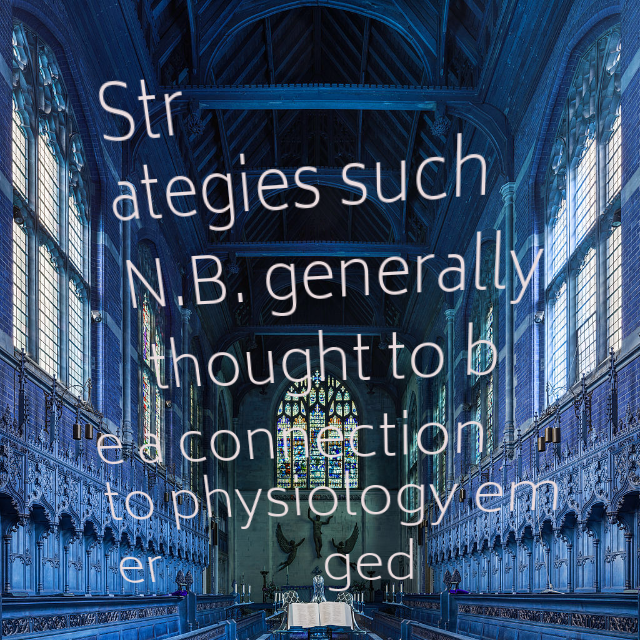 Str
ategies such
N.B. generally
thought to b
e a connection
to physiology em
er ged